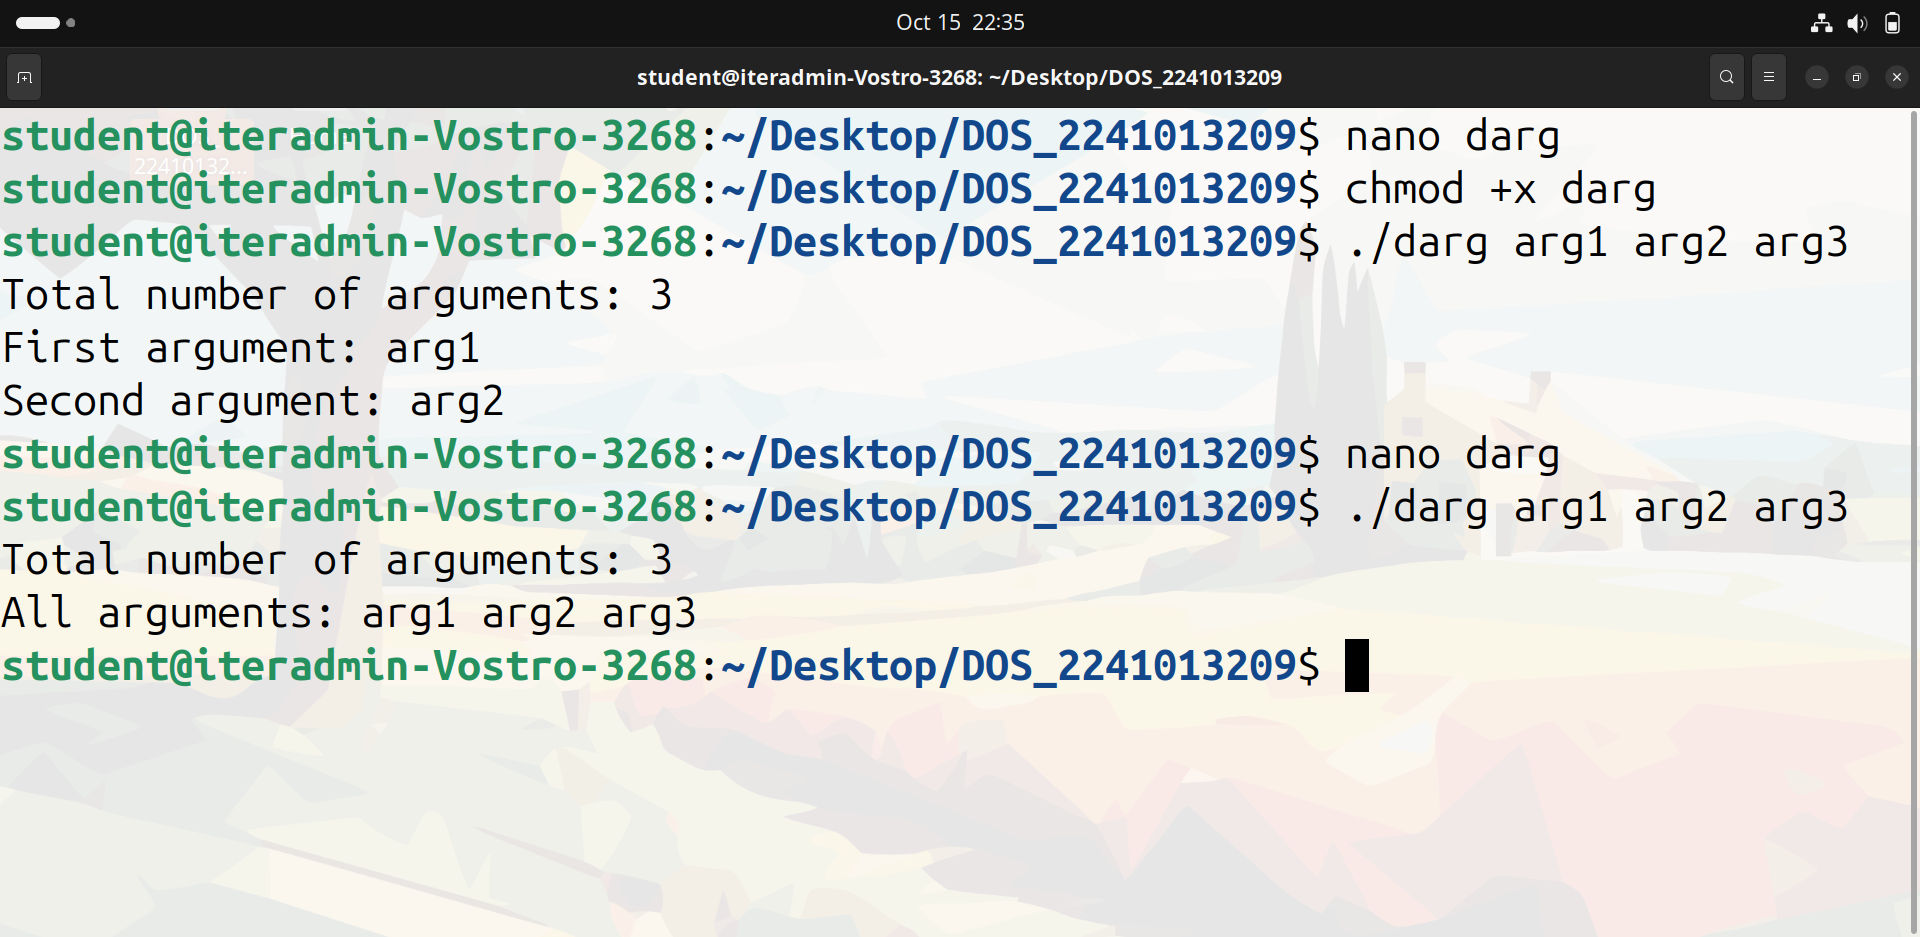 Oct 15 22:35
student@iteradmin-Vostro-3268: ~/Desktop/DOS_2241013209
student@iteradmin-Vostro-3268:~/Desktop/DOS_2241013209$ nano darg
22410132...
student@iteradmin-Vostro-3268:~/Desktop/DOS_2241013209$ chmod +x darg
student@iteradmin-Vostro-3268:~/Desktop/DOS_2241013209$ ./darg arg1 arg2 arg3
Total number of arguments: 3
First argument: arg1
Second argument: arg2
student@iteradmin-Vostro-3268:~/Desktop/DOS_2241013209$ nano darg
student@iteradmin-Vostro-3268:~/Desktop/DOS_2241013209$ ./darg arg1 arg2 arg3
Total number of arguments: 3
All arguments: arg1 arg2 arg3
student@iteradmin-Vostro-3268:~/Desktop/DOS_2241013209$